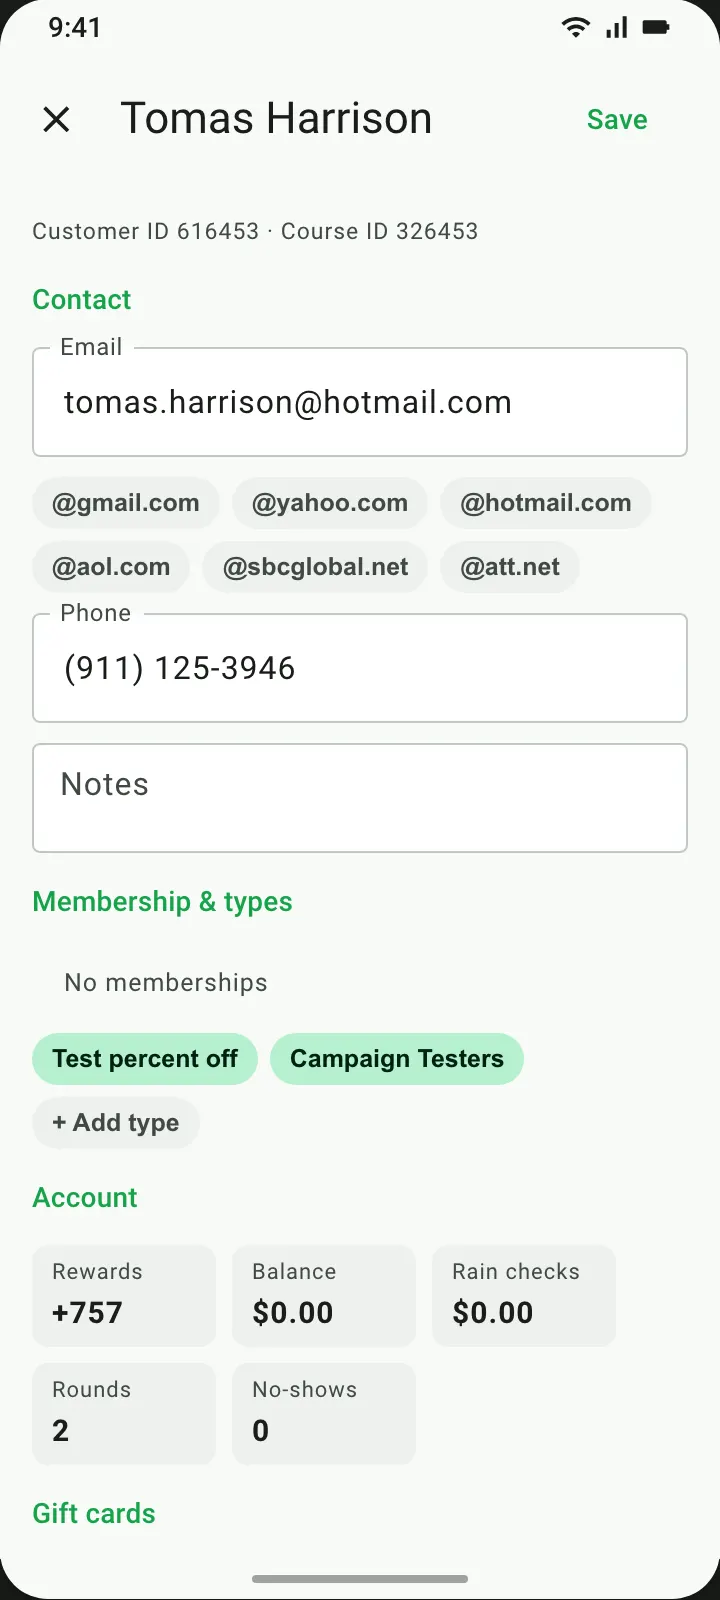 9:41
Tomas Harrison
Save
Customer ID 616453 · Course ID 326453
Contact
Email
tomas.harrison@hotmail.com
@gmail.com @yahoo.com @hotmail.com
@aol.com @sbcglobal.net @att.net
Phone
(911) 125-3946
Notes
Membership & types
No memberships
Test percent off Campaign Testers
+ Add type
Account
Rewards Balance Rain checks
+757 $0.00 $0.00
Rounds No-shows
2 0
Gift cards